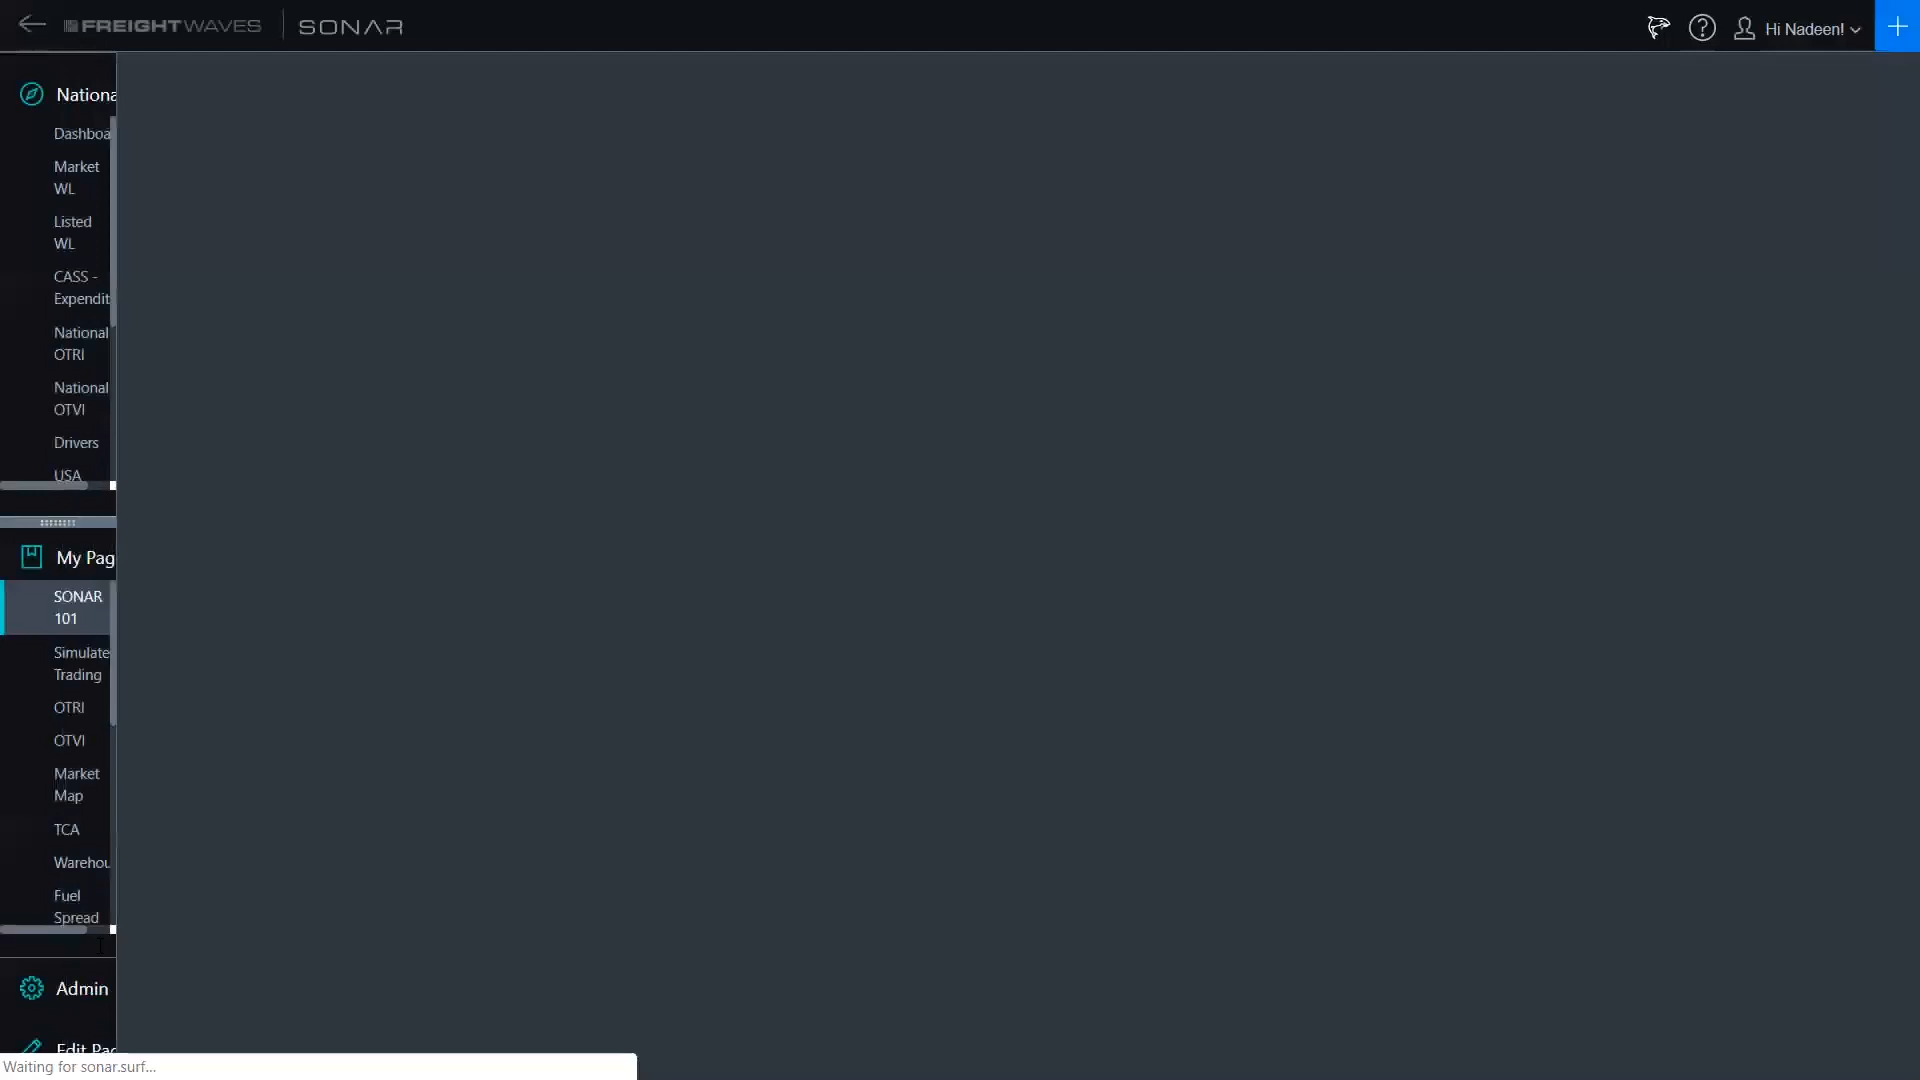 FREIGHTWAVES SONAR
Hi Nadeen!
Nationa
Dashboa
Market
WL
Listed
WL
CASS -
Expendit
National
OTRI
National
OTVI
Drivers
USA
My Pag
SONAR
101
Simulate
Trading
OTRI
OTVI
Market
Map
TCA
Warehou
Fuel
Spread
Admin
Edit Pag
Waiting for sonar.surf...